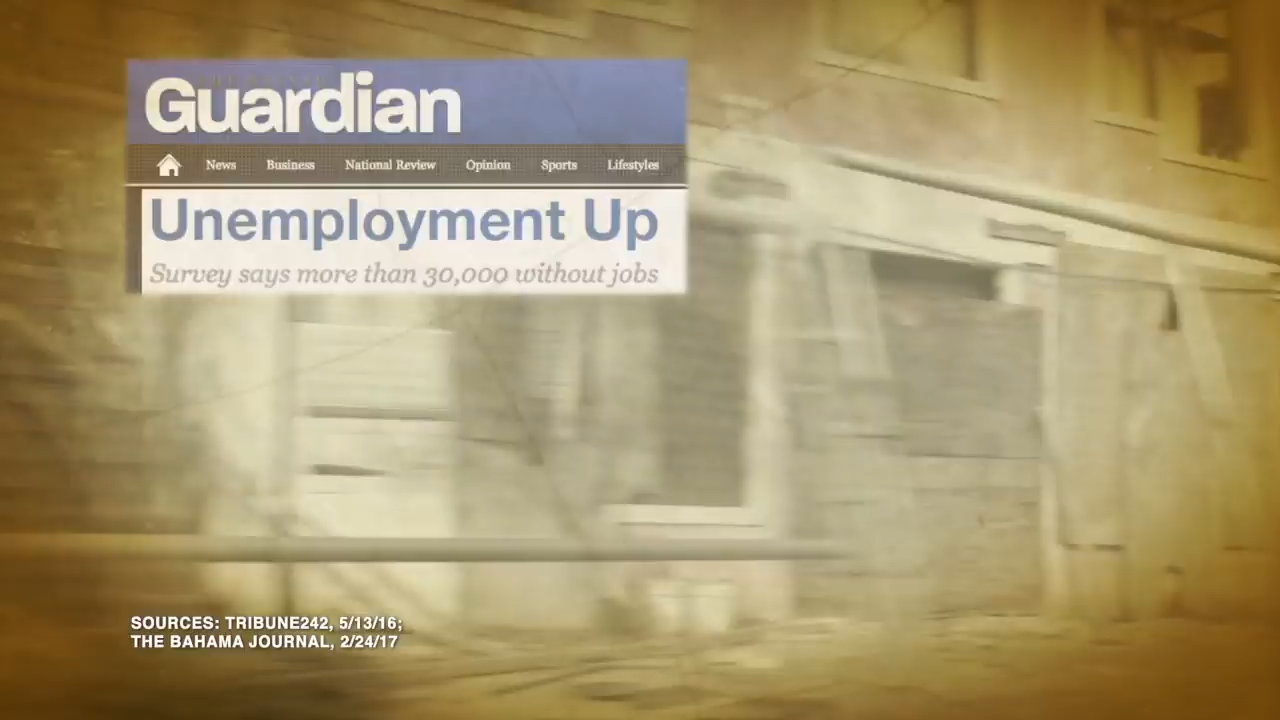 Guardian
News Business National Review Opinion Sports Lifestyles
Unemployment Up
Survey says more than 30,000 without jobs
SOURCES: TRIBUNE242, 5/13/16;
THE BAHAMA JOURNAL, 2/24/17